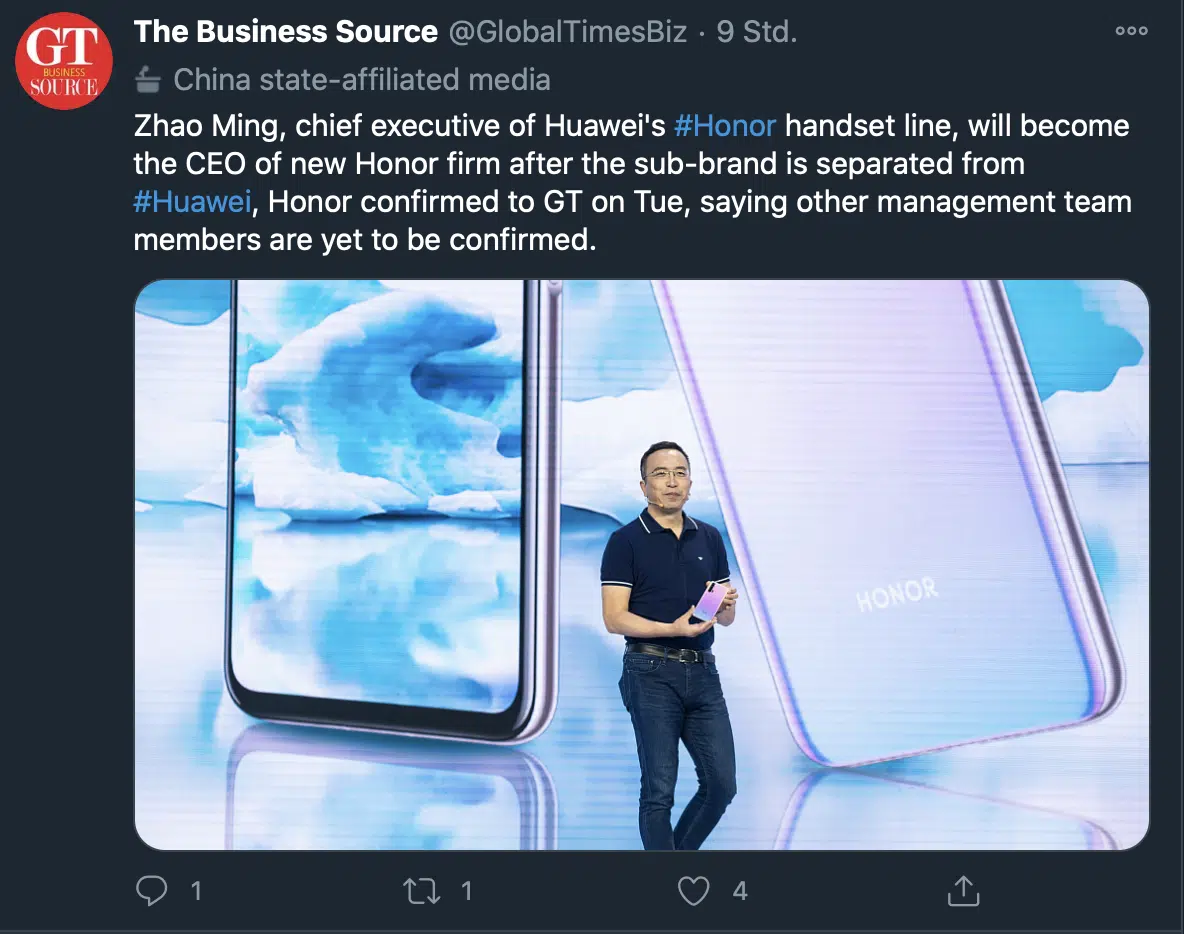 GT
BUSINESS
SOURCE
The Business Source @GlobalTimesBiz · 9 Std.
China state-affiliated media
Zhao Ming, chief executive of Huawei's #Honor handset line, will become
the CEO of new Honor firm after the sub-brand is separated from
#Huawei, Honor confirmed to GT on Tue, saying other management team
members are yet to be confirmed.
HONOR
1 1 4